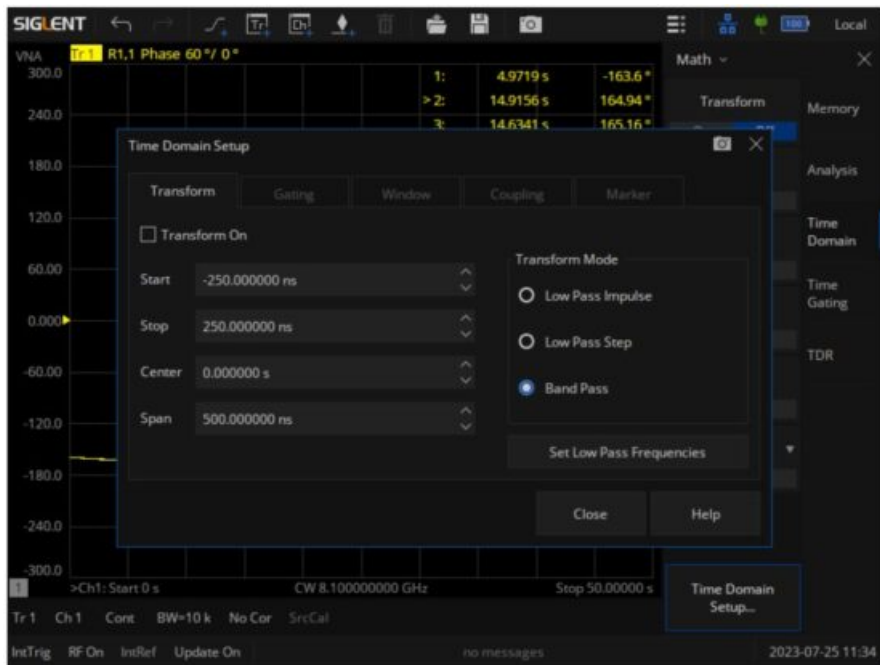 SIGLENT Tr Ch 100 Local
VNA Tr 1 R1,1 Phase 60 °/ 0 °
1: 4.9719 s -163.6 °
> 2: 14.9156 s 164.94 °
3: 14.6341 s 165.16 °
300.0
240.0
180.0
120.0
60.00
0.000
-60.00
-120.0
-180.0
-240.0
-300.0
Time Domain Setup
Transform Gating Window Coupling Marker
Transform On
Start -250.000000 ns
Stop 250.000000 ns
Center 0.000000 s
Span 500.000000 ns
Transform Mode
Low Pass Impulse
Low Pass Step
Band Pass
Set Low Pass Frequencies
Close Help
Math
Transform
Memory
Analysis
Time
Domain
Time
Gating
TDR
Time Domain
Setup...
1 >Ch1: Start 0 s CW 8.100000000 GHz Stop 50.00000 s
Tr 1 Ch 1 Cont BW=10 k No Cor SrcCal
IntTrig RF On IntRef Update On no messages 2023-07-25 11:34